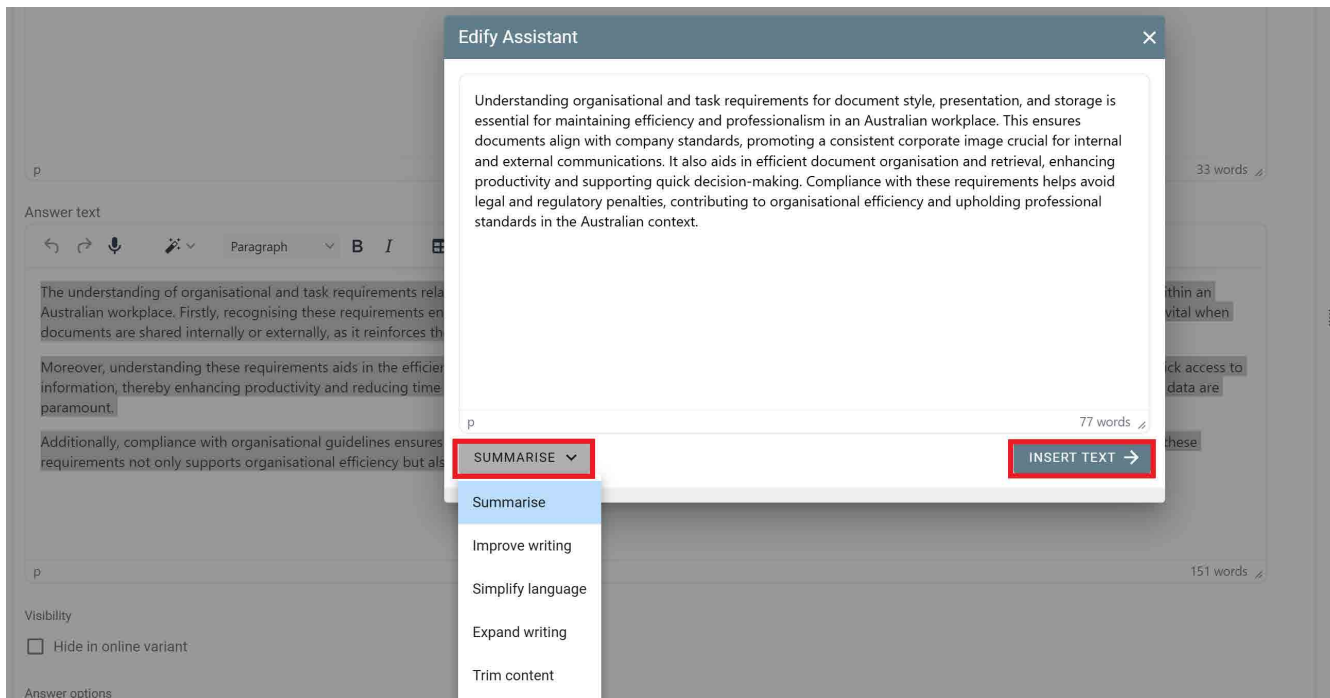 Edify Assistant
Understanding organisational and task requirements for document style, presentation, and storage is
essential for maintaining efficiency and professionalism in an Australian workplace. This ensures
documents align with company standards, promoting a consistent corporate image crucial for internal
and external communications. It also aids in efficient document organisation and retrieval, enhancing
productivity and supporting quick decision-making. Compliance with these requirements helps avoid
legal and regulatory penalties, contributing to organisational efficiency and upholding professional
standards in the Australian context.
p 77 words
SUMMARISE INSERT TEXT
Summarise
Improve writing
Simplify language
Expand writing
Trim content
p 33 words
Answer text
Paragraph B I
The understanding of organisational and task requirements an
Australian workplace. Firstly, recognising these requirements vital when
documents are shared internally or externally, as it reinforces
Moreover, understanding these requirements aids in the access to
information, thereby enhancing productivity and reducing time data are
paramount.
Additionally, compliance with organisational guidelines ensures these
requirements not only supports organisational efficiency but
p 151 words
Visibility
Hide in online variant
Answer options